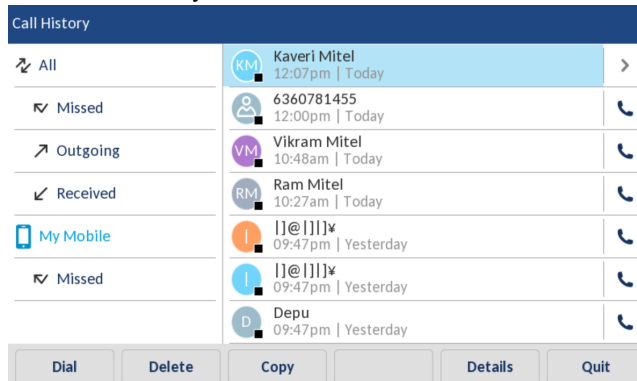 Call History
All
Missed
Outgoing
Received
My Mobile
Missed
KM
Kaveri Mitel
12:07pm | Today
6360781455
12:00pm | Today
VM
Vikram Mitel
10:48am | Today
RM
Ram Mitel
10:27am | Today
|
|]@|]|]¥
09:47pm | Yesterday
|
|]@|]|]¥
09:47pm | Yesterday
D
Depu
09:47pm | Yesterday
Dial
Delete
Copy
Details
Quit